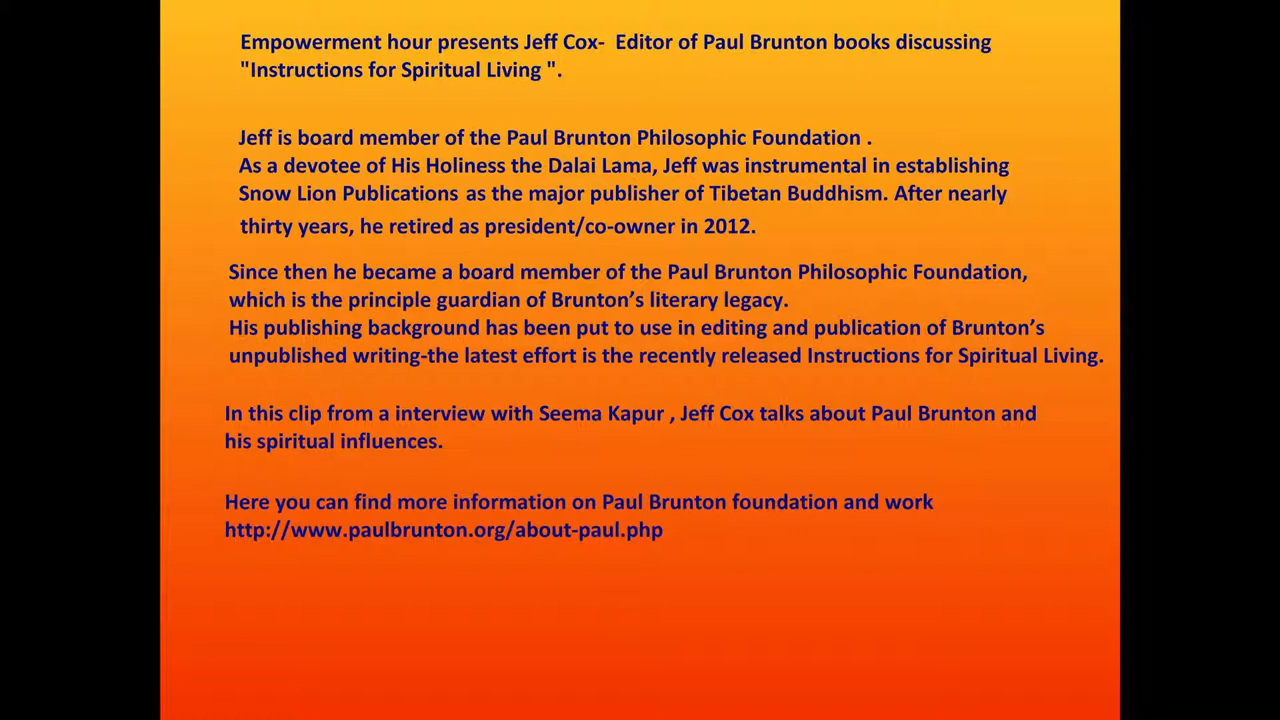 Empowerment hour presents Jeff Cox-  Editor of Paul Brunton books discussing
"Instructions for Spiritual Living ".
Jeff is board member of the Paul Brunton Philosophic Foundation .
As a devotee of His Holiness the Dalai Lama, Jeff was instrumental in establishing
Snow Lion Publications as the major publisher of Tibetan Buddhism. After nearly
thirty years, he retired as president/co-owner in 2012.
Since then he became a board member of the Paul Brunton Philosophic Foundation,
which is the principle guardian of Brunton’s literary legacy.
His publishing background has been put to use in editing and publication of Brunton’s
unpublished writing-the latest effort is the recently released Instructions for Spiritual Living.
In this clip from a interview with Seema Kapur , Jeff Cox talks about Paul Brunton and
his spiritual influences.
Here you can find more information on Paul Brunton foundation and work
http://www.paulbrunton.org/about-paul.php